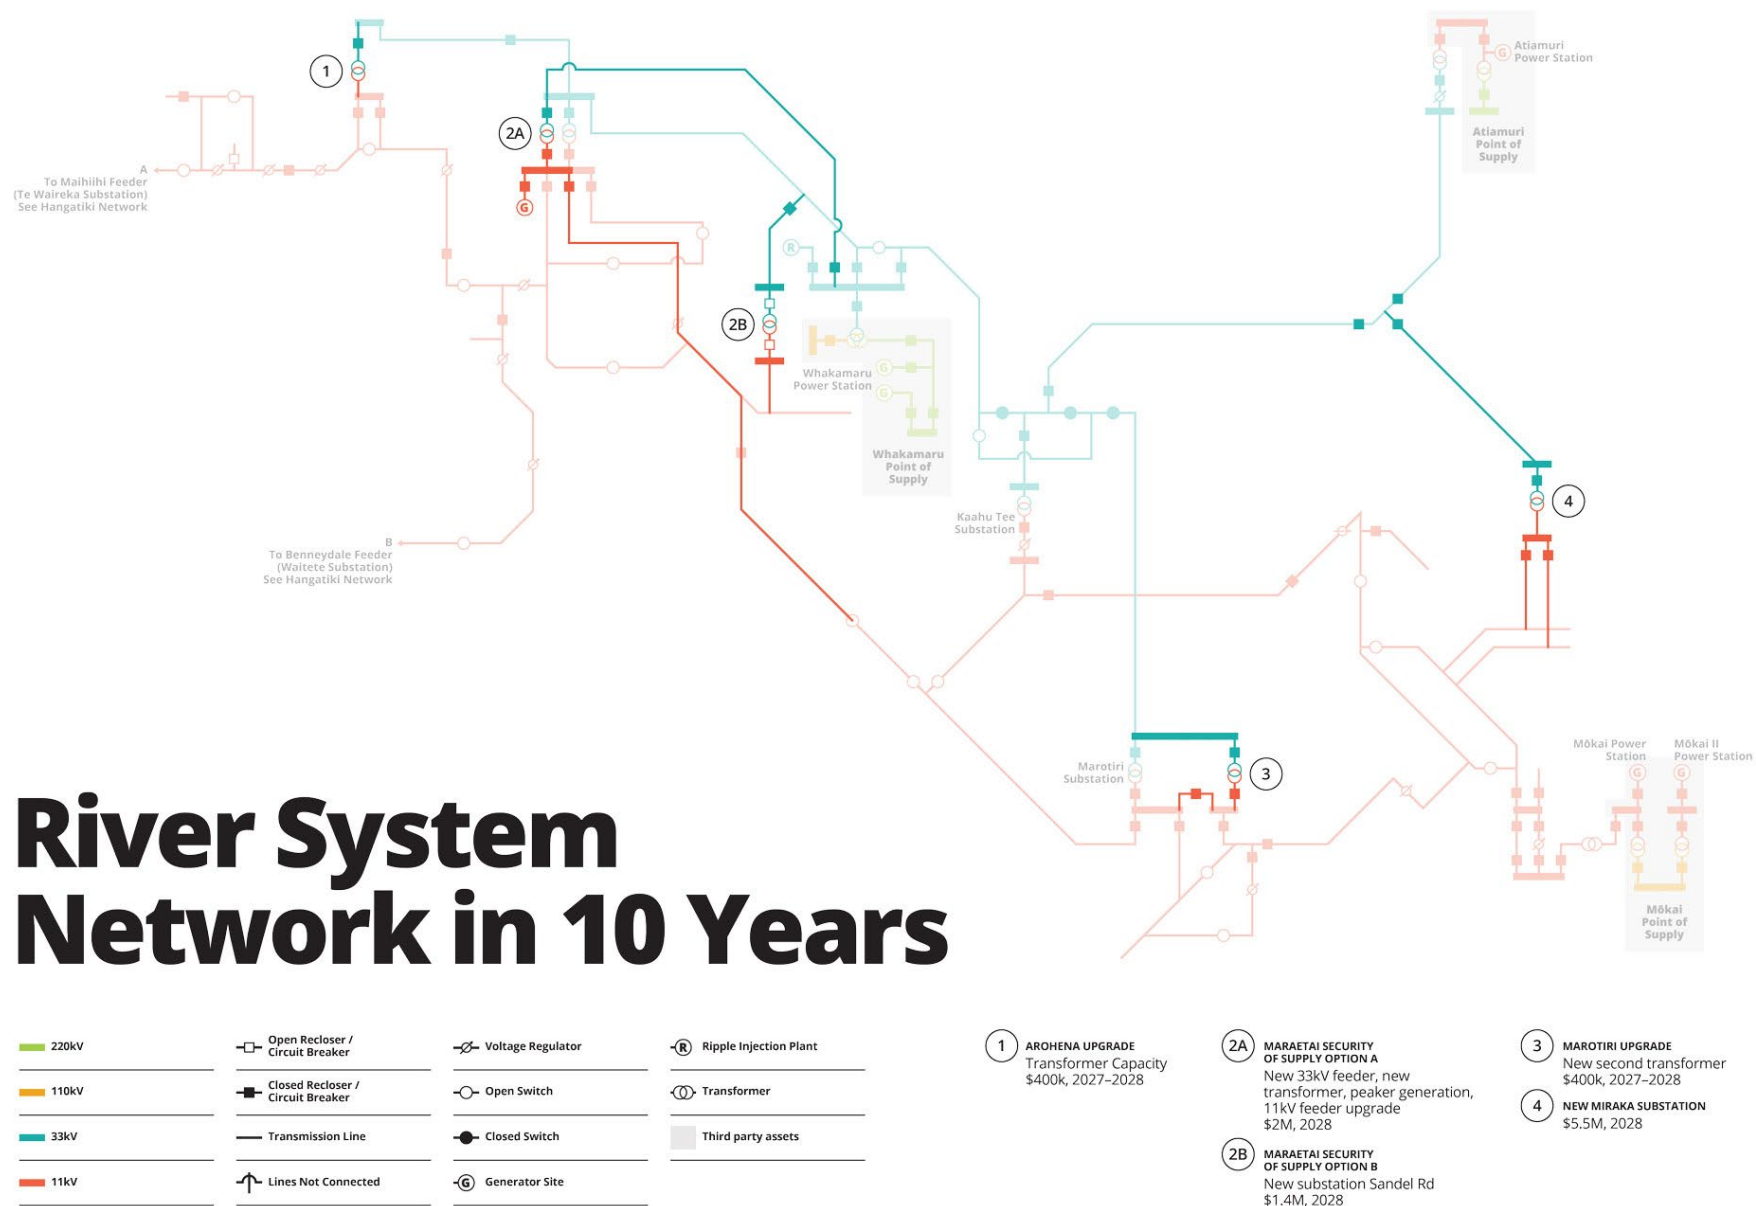 1
2A
2B
3
4
G
R
G
G
G
G
G
Atiamuri
Power Station
Atiamuri
Point of
Supply
A
To Maihiihi Feeder
(Te Waireka Substation)
See Hangatiki Network
Whakamaru
Power Station
Whakamaru
Point of
Supply
Kaahu Tee
Substation
B
To Benneydale Feeder
(Waitete Substation)
See Hangatiki Network
Marotiri
Substation
Mōkai Power
Station
Mōkai II
Power Station
Mōkai
Point of
Supply
River System
Network in 10 Years
220kV
110kV
33kV
11kV
Open Recloser /
Circuit Breaker
Closed Recloser /
Circuit Breaker
Transmission Line
Lines Not Connected
Voltage Regulator
Open Switch
Closed Switch
G
Generator Site
R
Ripple Injection Plant
Transformer
Third party assets
1
AROHENA UPGRADE
Transformer Capacity
$400k, 2027–2028
2A
MARAETAI SECURITY
OF SUPPLY OPTION A
New 33kV feeder, new
transformer, peaker generation,
11kV feeder upgrade
$2M, 2028
2B
MARAETAI SECURITY
OF SUPPLY OPTION B
New substation Sandel Rd
$1.4M, 2028
3
MAROTIRI UPGRADE
New second transformer
$400k, 2027–2028
4
NEW MIRAKA SUBSTATION
$5.5M, 2028